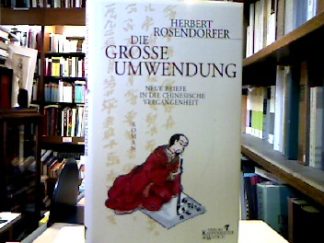 HERBERT
ROSENDORFER
DIE
GROSSE
UMWENDUNG
NEUE BRIEFE
IN DIE CHINESISCHE
VERGANGENHEIT
ROMAN